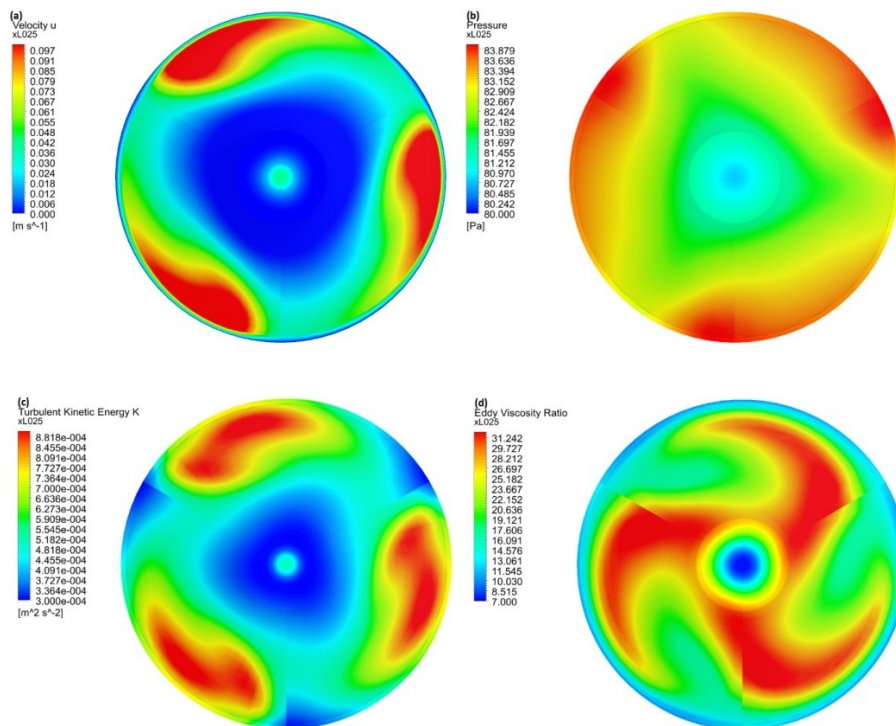 (a)
Velocity u
xL025
0.097
0.091
0.085
0.079
0.073
0.067
0.061
0.055
0.048
0.042
0.036
0.030
0.024
0.018
0.012
0.006
0.000
[m s^-1]
(b)
Pressure
xL025
83.879
83.636
83.394
83.152
82.909
82.667
82.424
82.182
81.939
81.697
81.455
81.212
80.970
80.727
80.485
80.242
80.000
[Pa]
(c)
Turbulent Kinetic Energy K
xL025
8.818e-004
8.455e-004
8.091e-004
7.727e-004
7.364e-004
7.000e-004
6.636e-004
6.273e-004
5.909e-004
5.545e-004
5.182e-004
4.818e-004
4.455e-004
4.091e-004
3.727e-004
3.364e-004
3.000e-004
[m^2 s^-2]
(d)
Eddy Viscosity Ratio
xL025
31.242
29.727
28.212
26.697
25.182
23.667
22.152
20.636
19.121
17.606
16.091
14.576
13.061
11.545
10.030
8.515
7.000